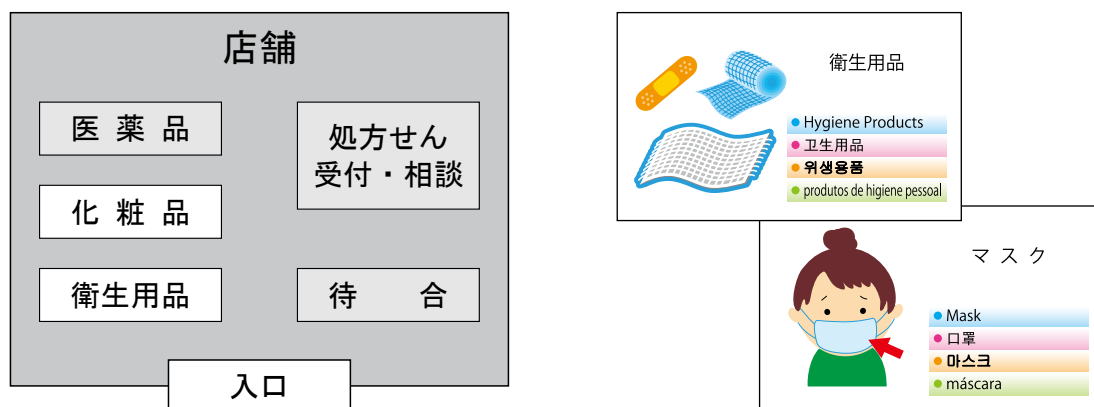 店舗
医薬品
処方せん
受付・相談
化粧品
衛生用品
待合
入口
衛生用品
Hygiene Products
卫生用品
위생용품
produtos de higiene pessoal
マスク
Mask
口罩
마스크
máscara